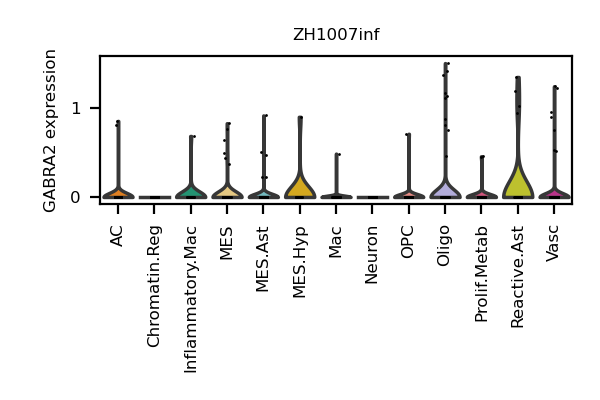 ZH1007inf
GABRA2 expression
1
0
AC
Chromatin.Reg
Inflammatory.Mac
MES
MES.Ast
MES.Hyp
Mac
Neuron
OPC
Oligo
Prolif.Metab
Reactive.Ast
Vasc